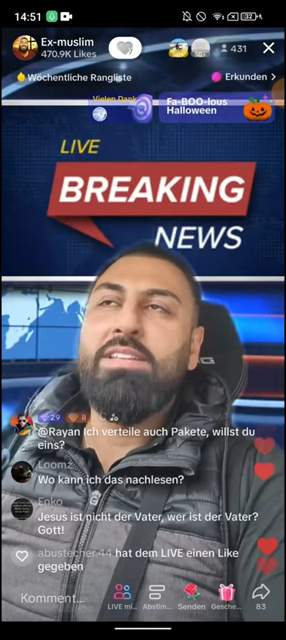 14:51
32
Ex-muslim
470.9K Likes
431
Wöchentliche Rangliste
Erkunden >
Vielen Dank
Fa-BOO-lous
Halloween
LIVE
BREAKING
NEWS
29
@Rayan Ich verteile auch Pakete, willst du
eins?
Loomz
Wo kann ich das nachlesen?
Enko
Jesus ist nicht der Vater, wer ist der Vater?
Gott!
abustecher.44 hat dem LIVE einen Like
gegeben
Komment...
LIVE mi...
Abstim...
Senden
Gesche...
83